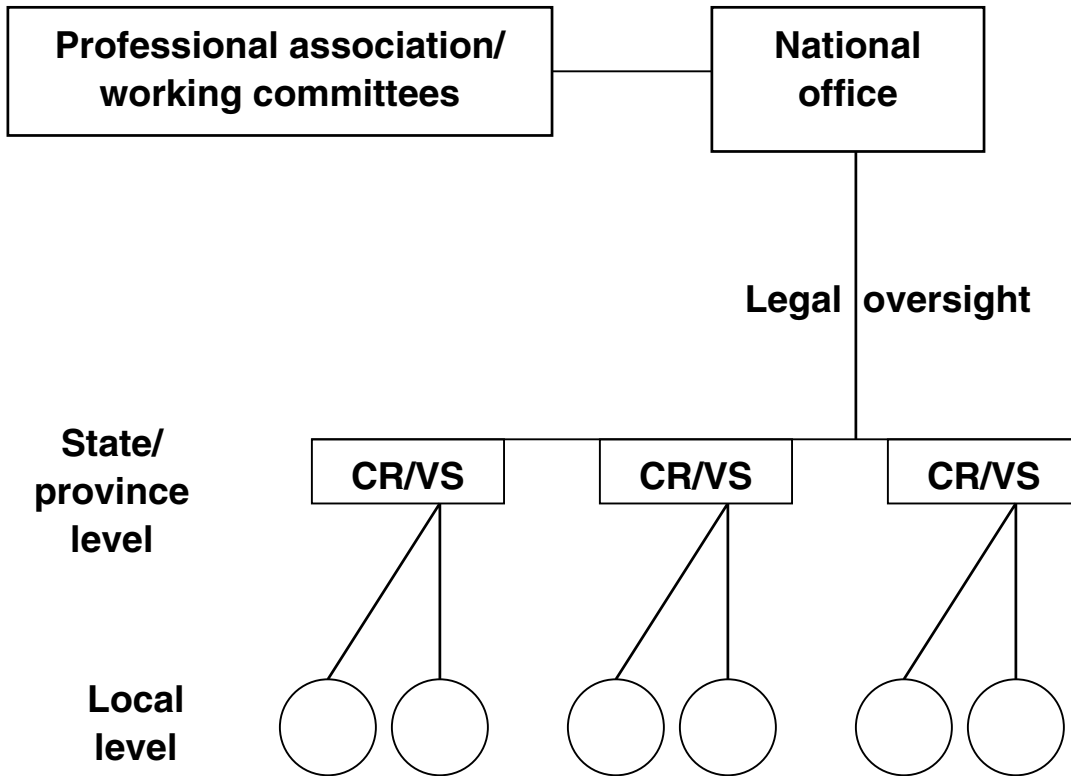 Professional association/
working committees
National
office
Legal oversight
State/
province
level
CR/VS
CR/VS
CR/VS
Local
level